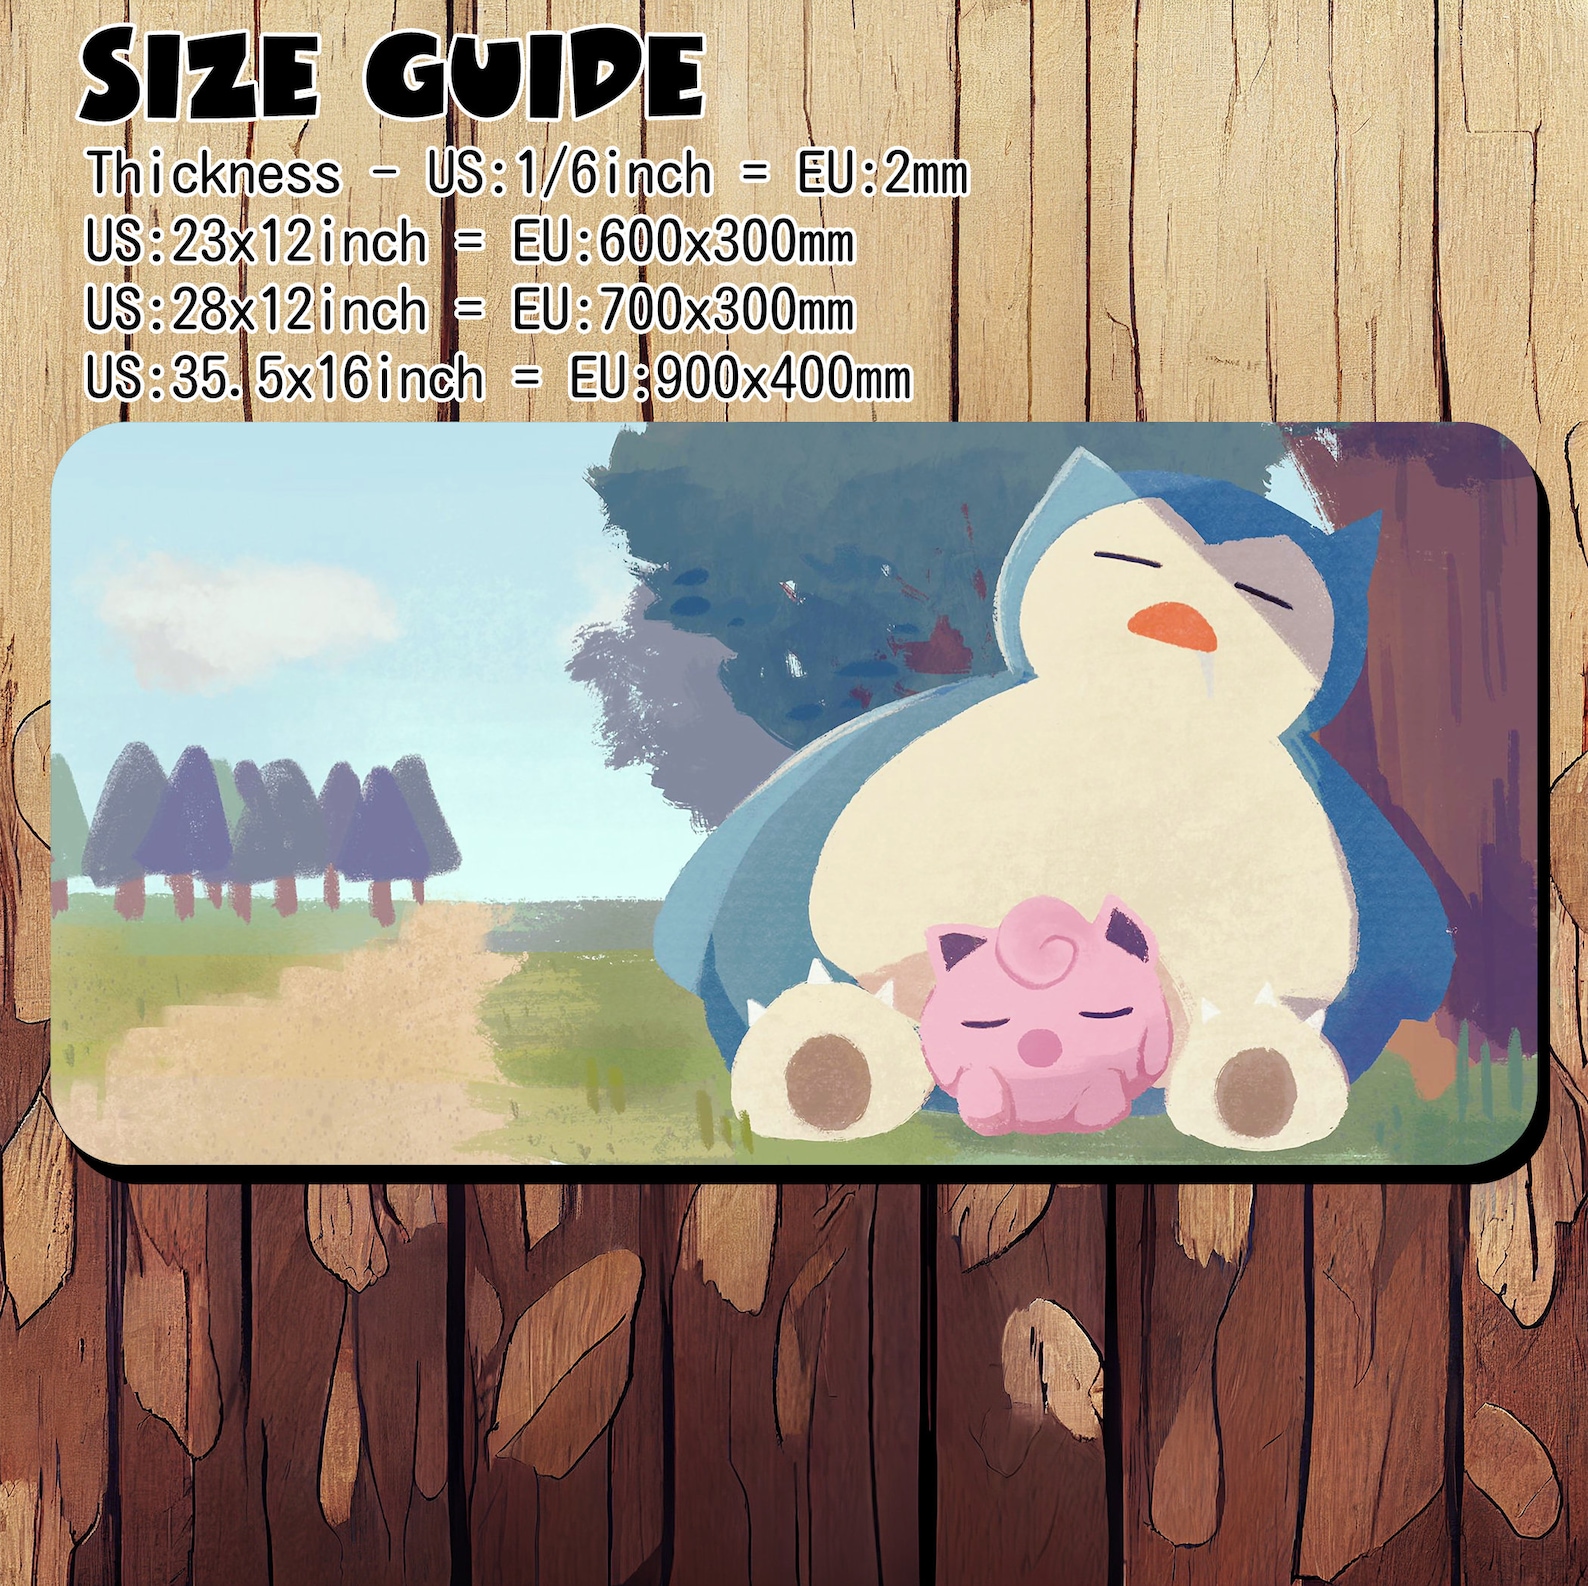 SIZE GUIDE
Thickness - US:1/6inch = EU:2mm
US:23x12inch = EU:600x300mm
US:28x12inch = EU:700x300mm
US:35.5x16inch = EU:900x400mm